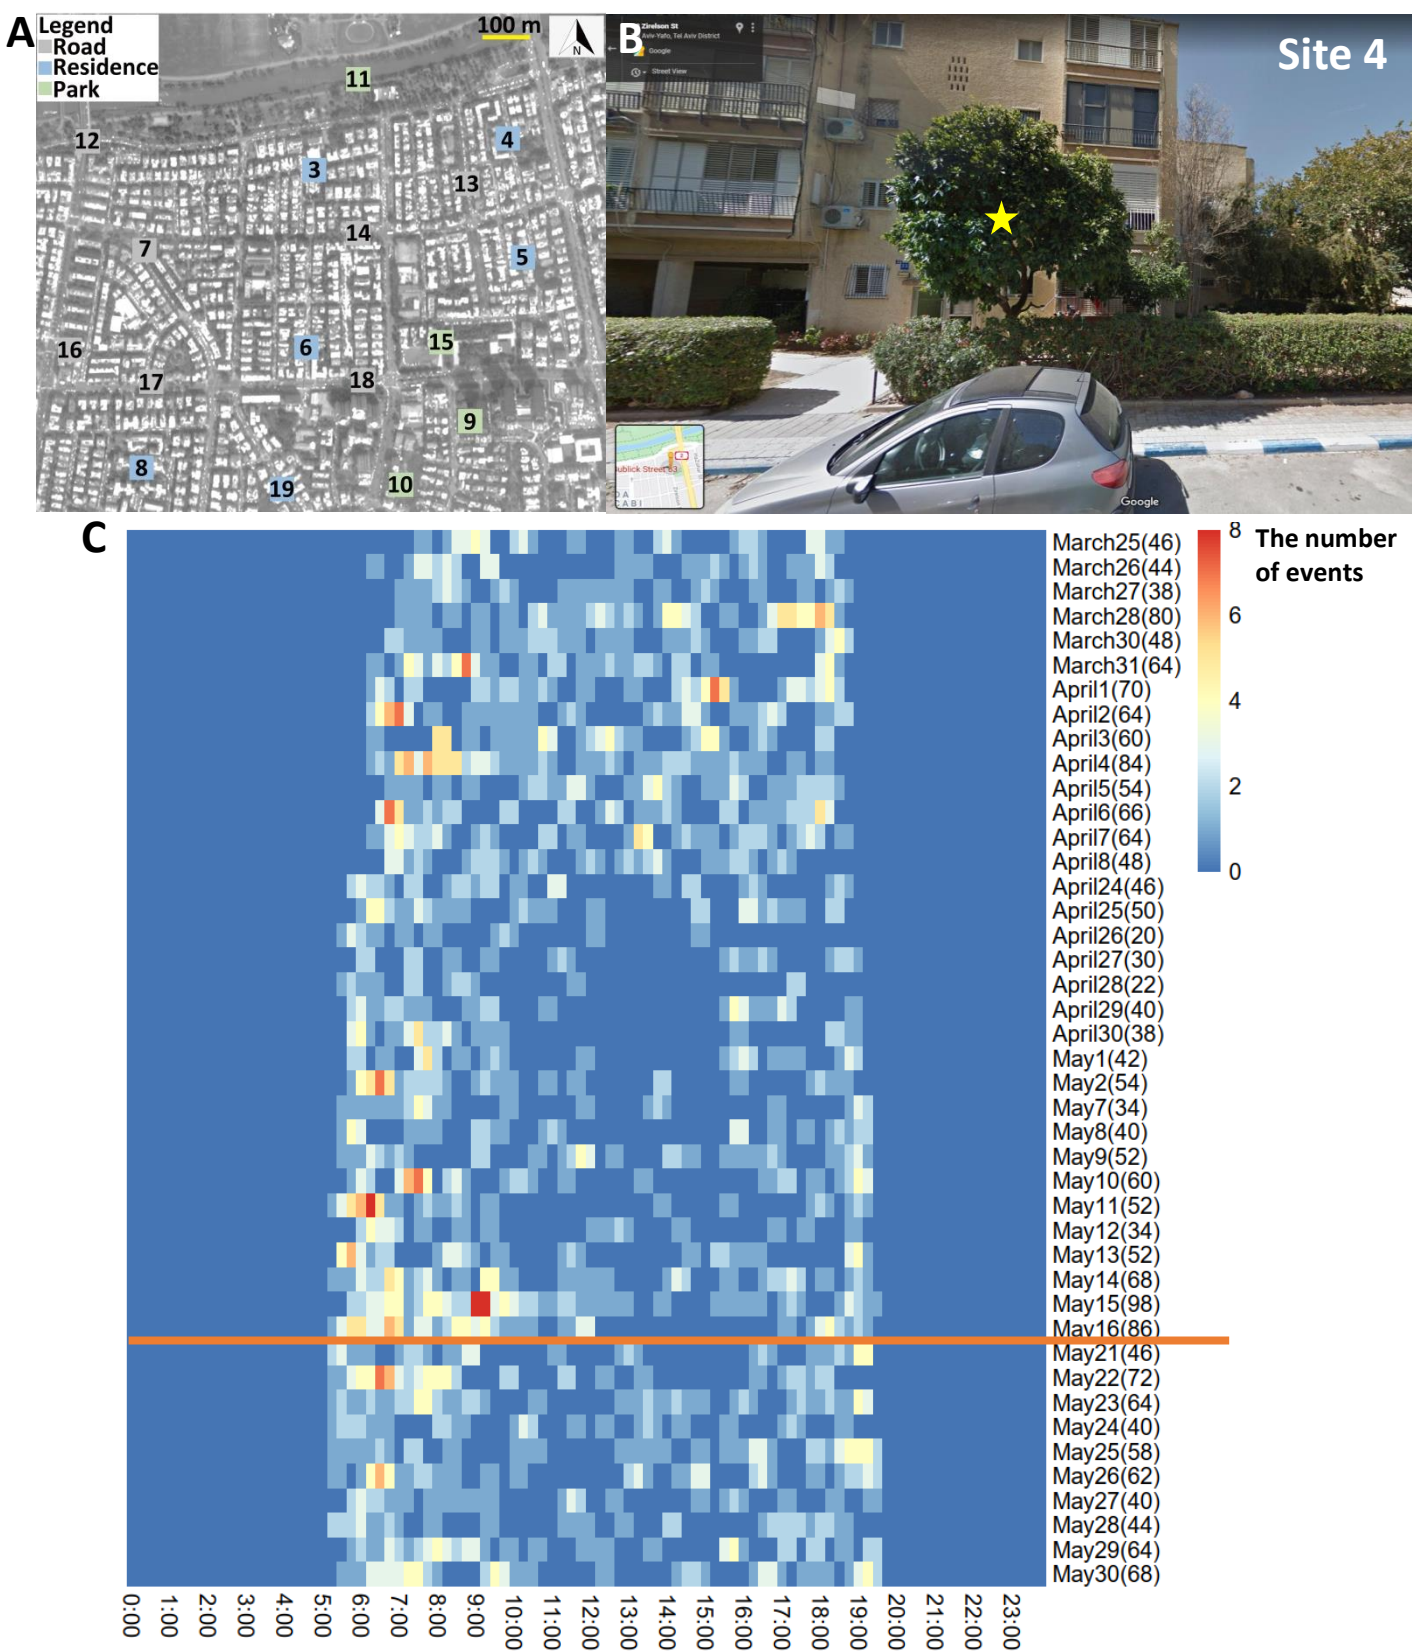 A
Legend
Road
Residence
Park
100 m
N
11
12
4
3
13
14
7
5
6
15
16
18
17
9
8
19
10
B
Zirelson St
Aviv-Yafo, Tel Aviv District
Google
Street View
Site 4
Google
C
March25(46)
March26(44)
March27(38)
March28(80)
March30(48)
March31(64)
April1(70)
April2(64)
April3(60)
April4(84)
April5(54)
April6(66)
April7(64)
April8(48)
April24(46)
April25(50)
April26(20)
April27(30)
April28(22)
April29(40)
April30(38)
May1(42)
May2(54)
May7(34)
May8(40)
May9(52)
May10(60)
May11(52)
May12(34)
May13(52)
May14(68)
May15(98)
May16(86)
May21(46)
May22(72)
May23(64)
May24(40)
May25(58)
May26(62)
May27(40)
May28(44)
May29(64)
May30(68)
8
6
4
2
0
The number
of events
0:00
1:00
2:00
3:00
4:00
5:00
6:00
7:00
8:00
9:00
10:00
11:00
12:00
13:00
14:00
15:00
16:00
17:00
18:00
19:00
20:00
21:00
22:00
23:00